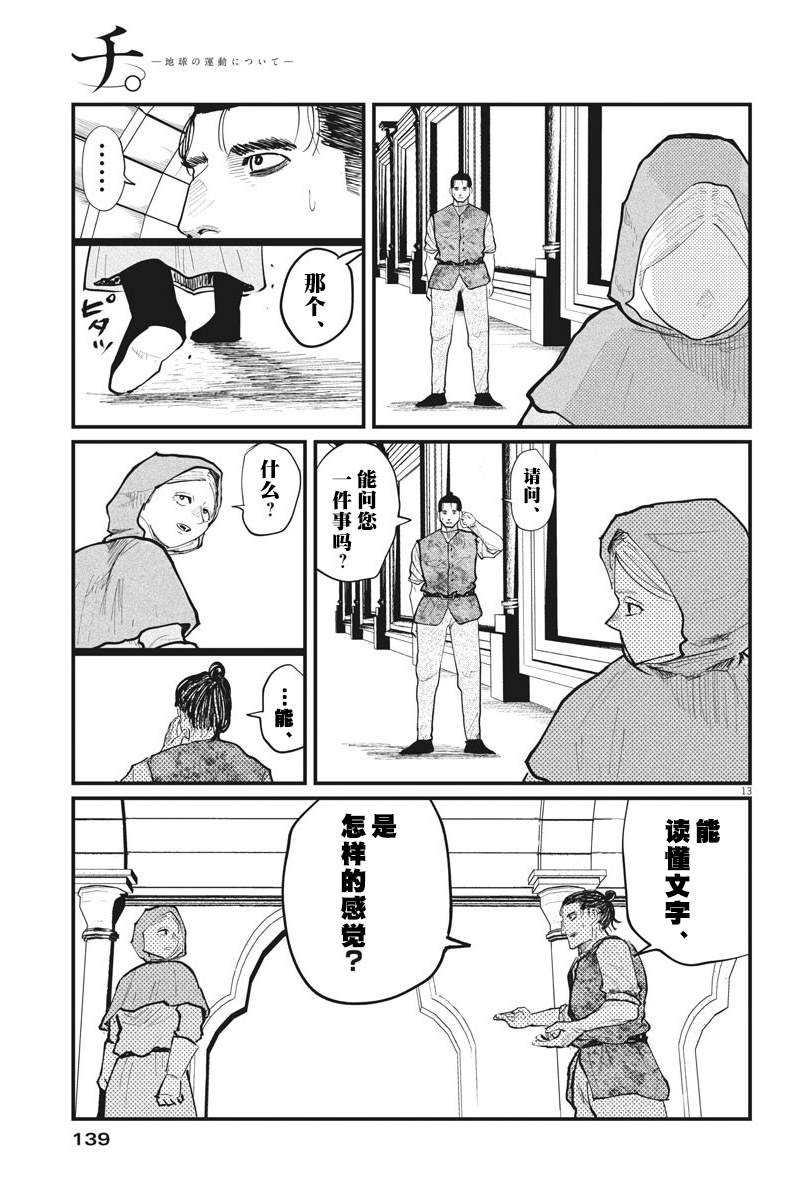 チ。
—地球の運動について—
……
那个、
ピタッ
请问、
能问您
一件事吗？
什么？
…能、
13
能
读懂文字、
是
怎样的感觉？
139